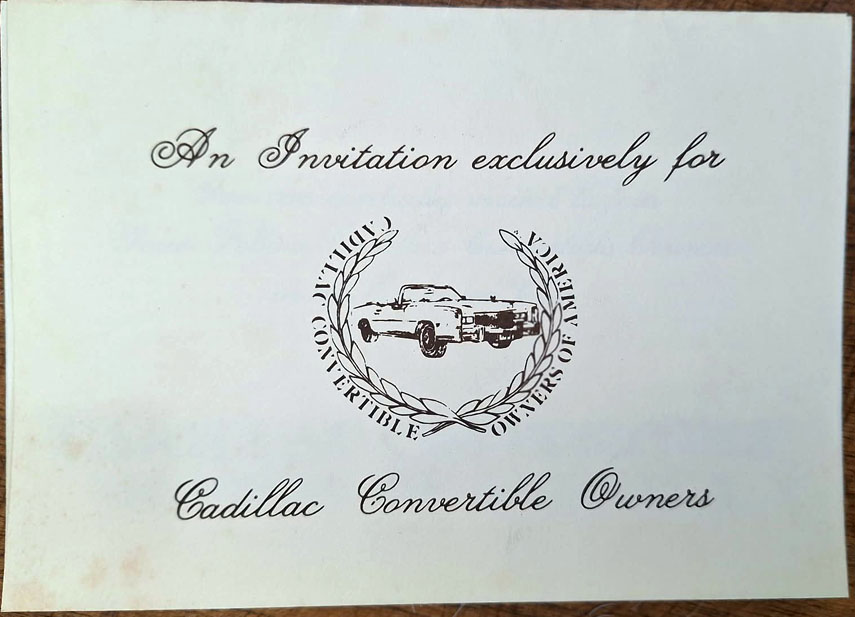 An Invitation exclusively for
CADILLAC CONVERTIBLE OWNERS OF AMERICA
Cadillac Convertible Owners